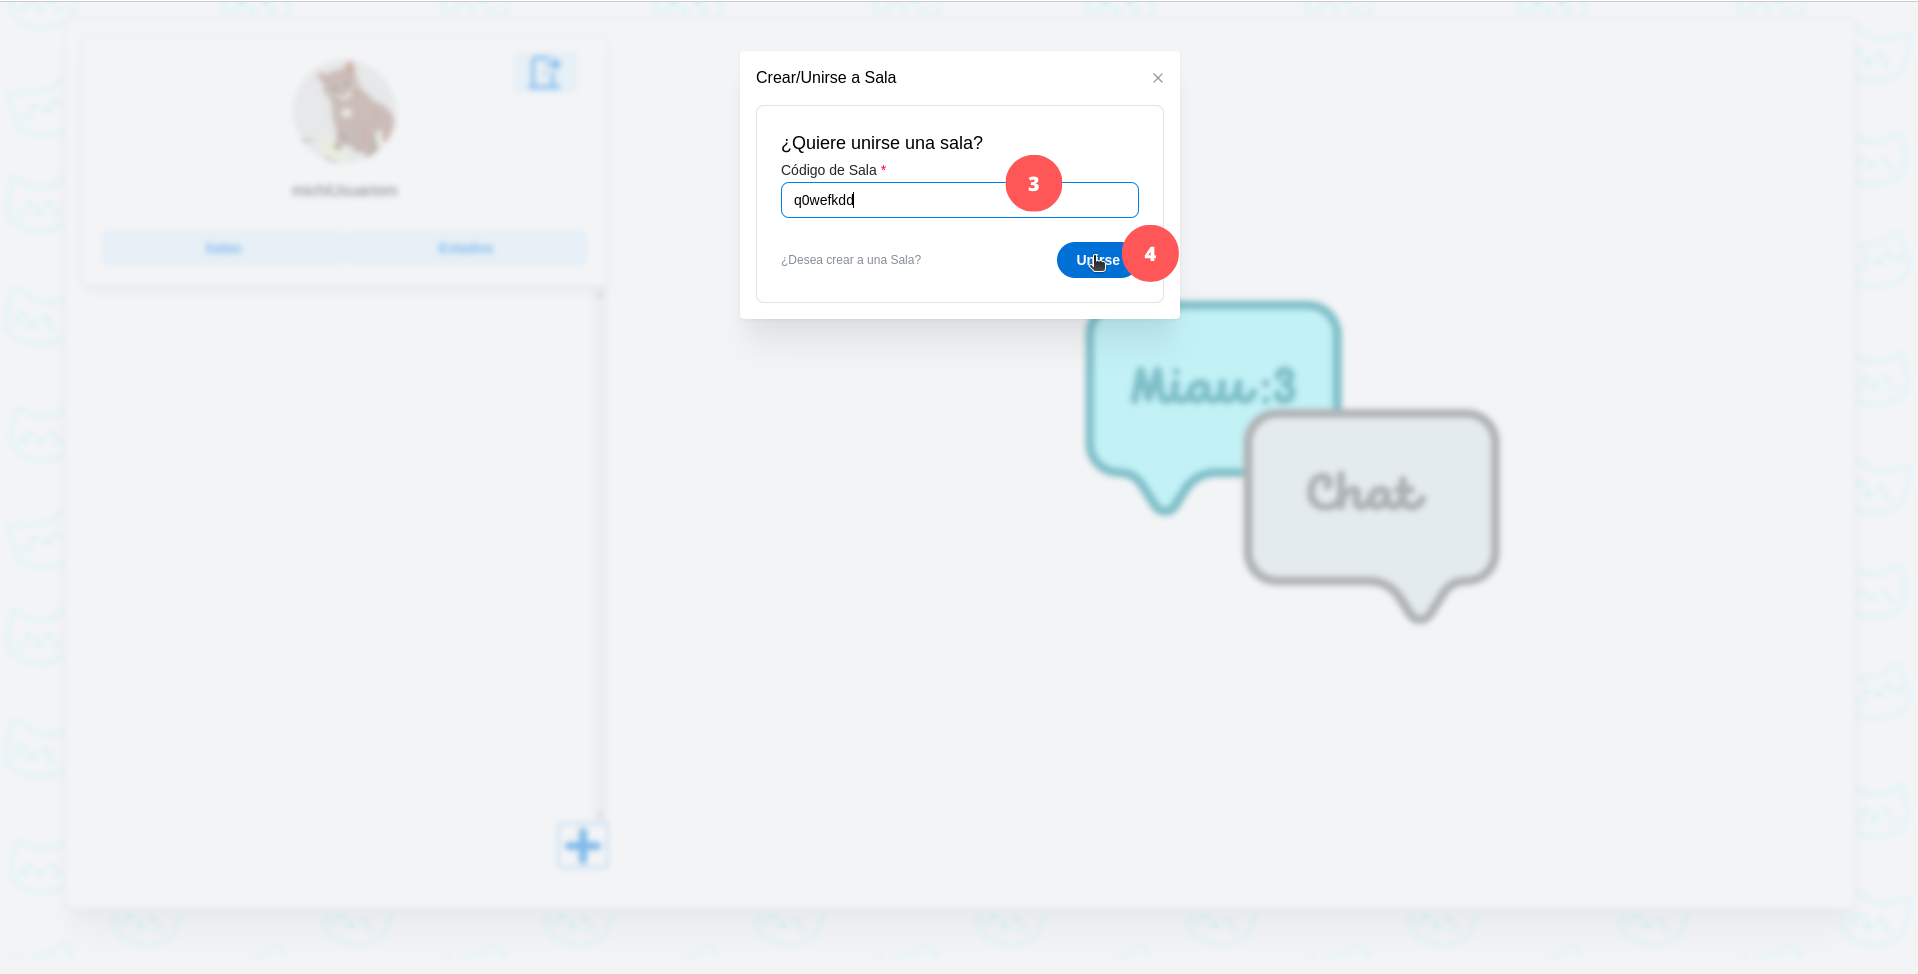 Crear/Unirse a Sala
¿Quiere unirse una sala?
Código de Sala *
3
q0wefkdd
¿Desea crear a una Sala?
Unirse
4
Salas
Estados
Miau:3
Chat